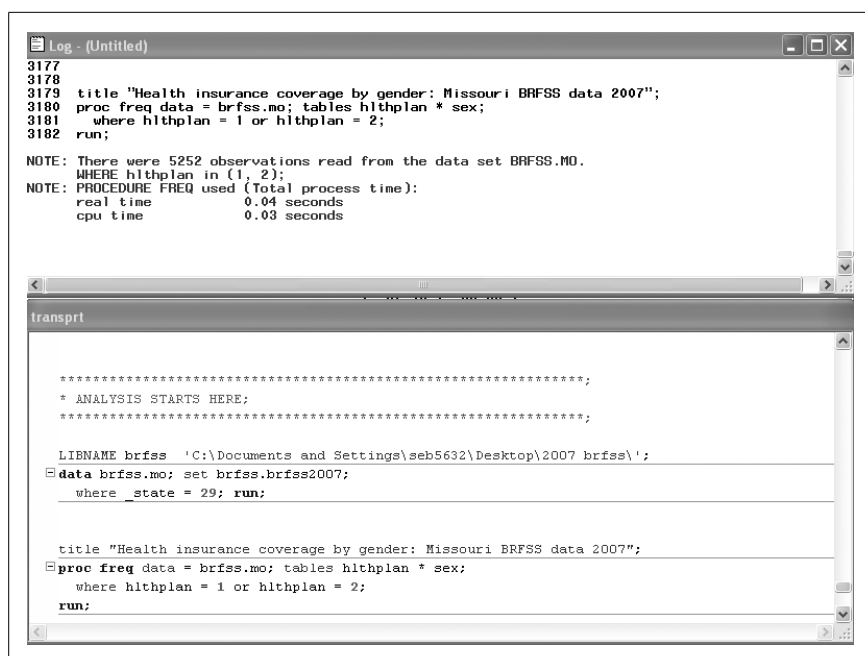 Log - (Untitled)
3177
3178
3179 title "Health insurance coverage by gender: Missouri BRFSS data 2007";
3180 proc freq data = brfss.mo; tables hlthplan * sex;
3181 where hlthplan = 1 or hlthplan = 2;
3182 run;
NOTE: There were 5252 observations read from the data set BRFSS.MO.
WHERE hlthplan in (1, 2);
NOTE: PROCEDURE FREQ used (Total process time):
real time 0.04 seconds
cpu time 0.03 seconds
transprt
***************************************************************;
* ANALYSIS STARTS HERE;
***************************************************************;
LIBNAME brfss 'C:\Documents and Settings\seb5632\Desktop\2007 brfss\';
data brfss.mo; set brfss.brfss2007;
where _state = 29; run;
title "Health insurance coverage by gender: Missouri BRFSS data 2007";
proc freq data = brfss.mo; tables hlthplan * sex;
where hlthplan = 1 or hlthplan = 2;
run;